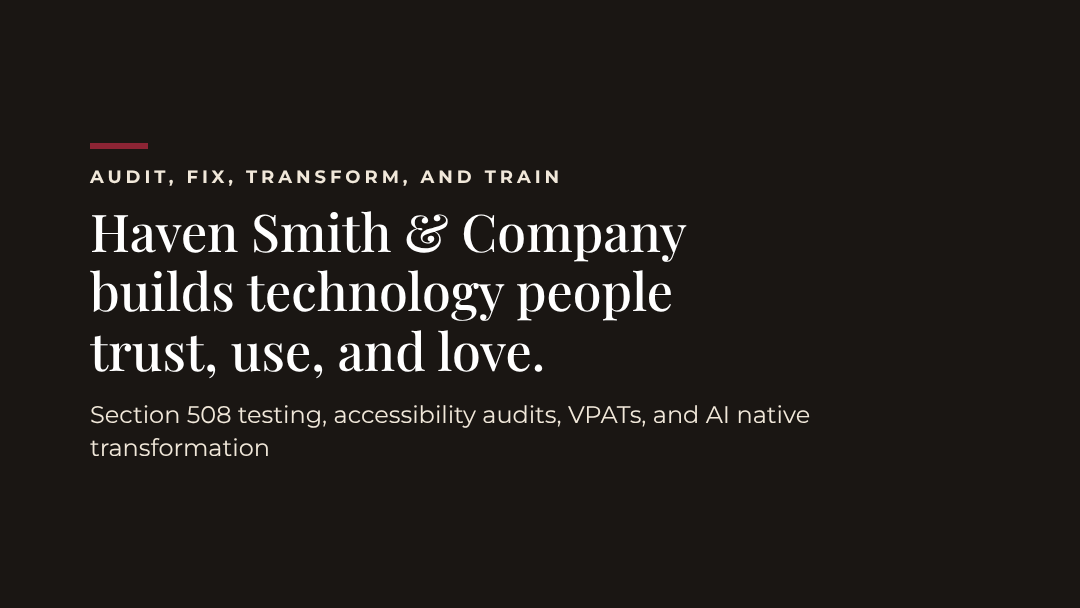 AUDIT, FIX, TRANSFORM, AND TRAIN
Haven Smith & Company
builds technology people
trust, use, and love.
Section 508 testing, accessibility audits, VPATs, and AI native
transformation